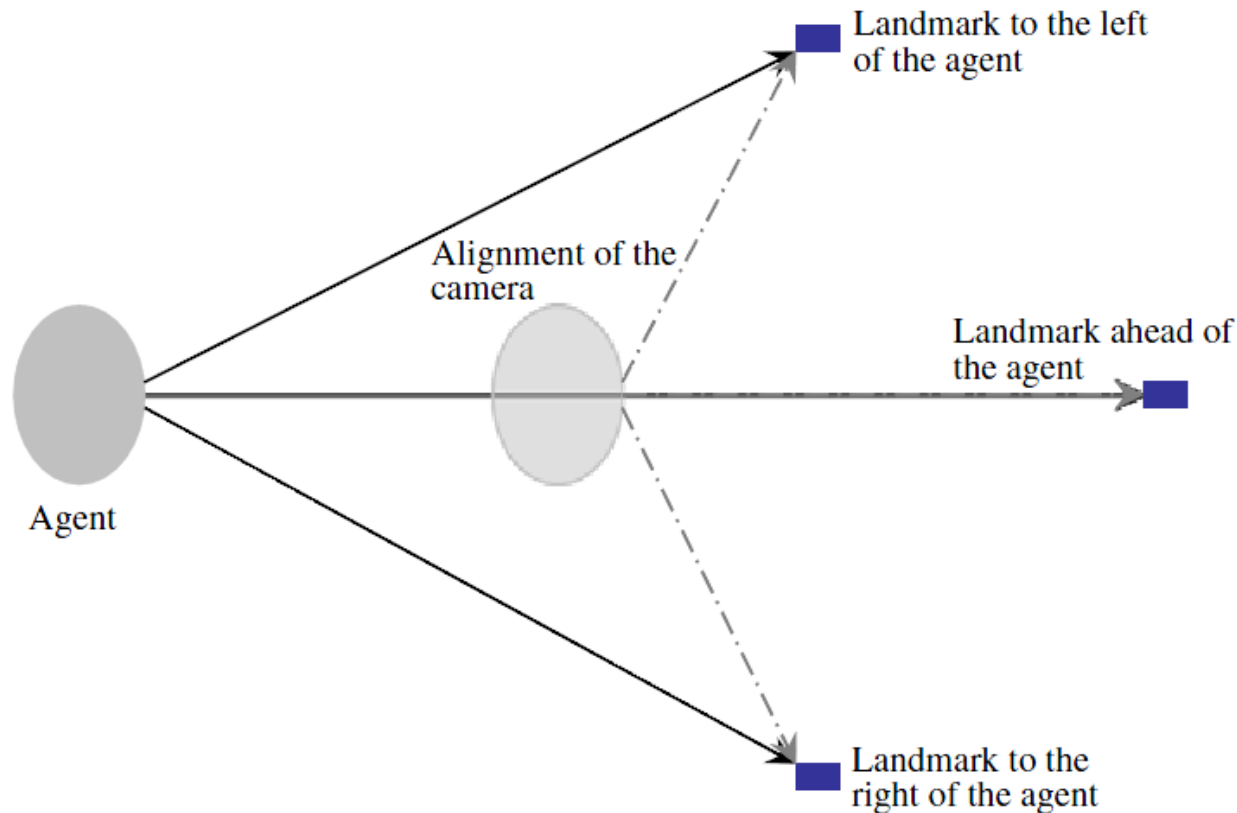 Landmark to the left
of the agent
Alignment of the
camera
Landmark ahead of
the agent
Agent
Landmark to the
right of the agent